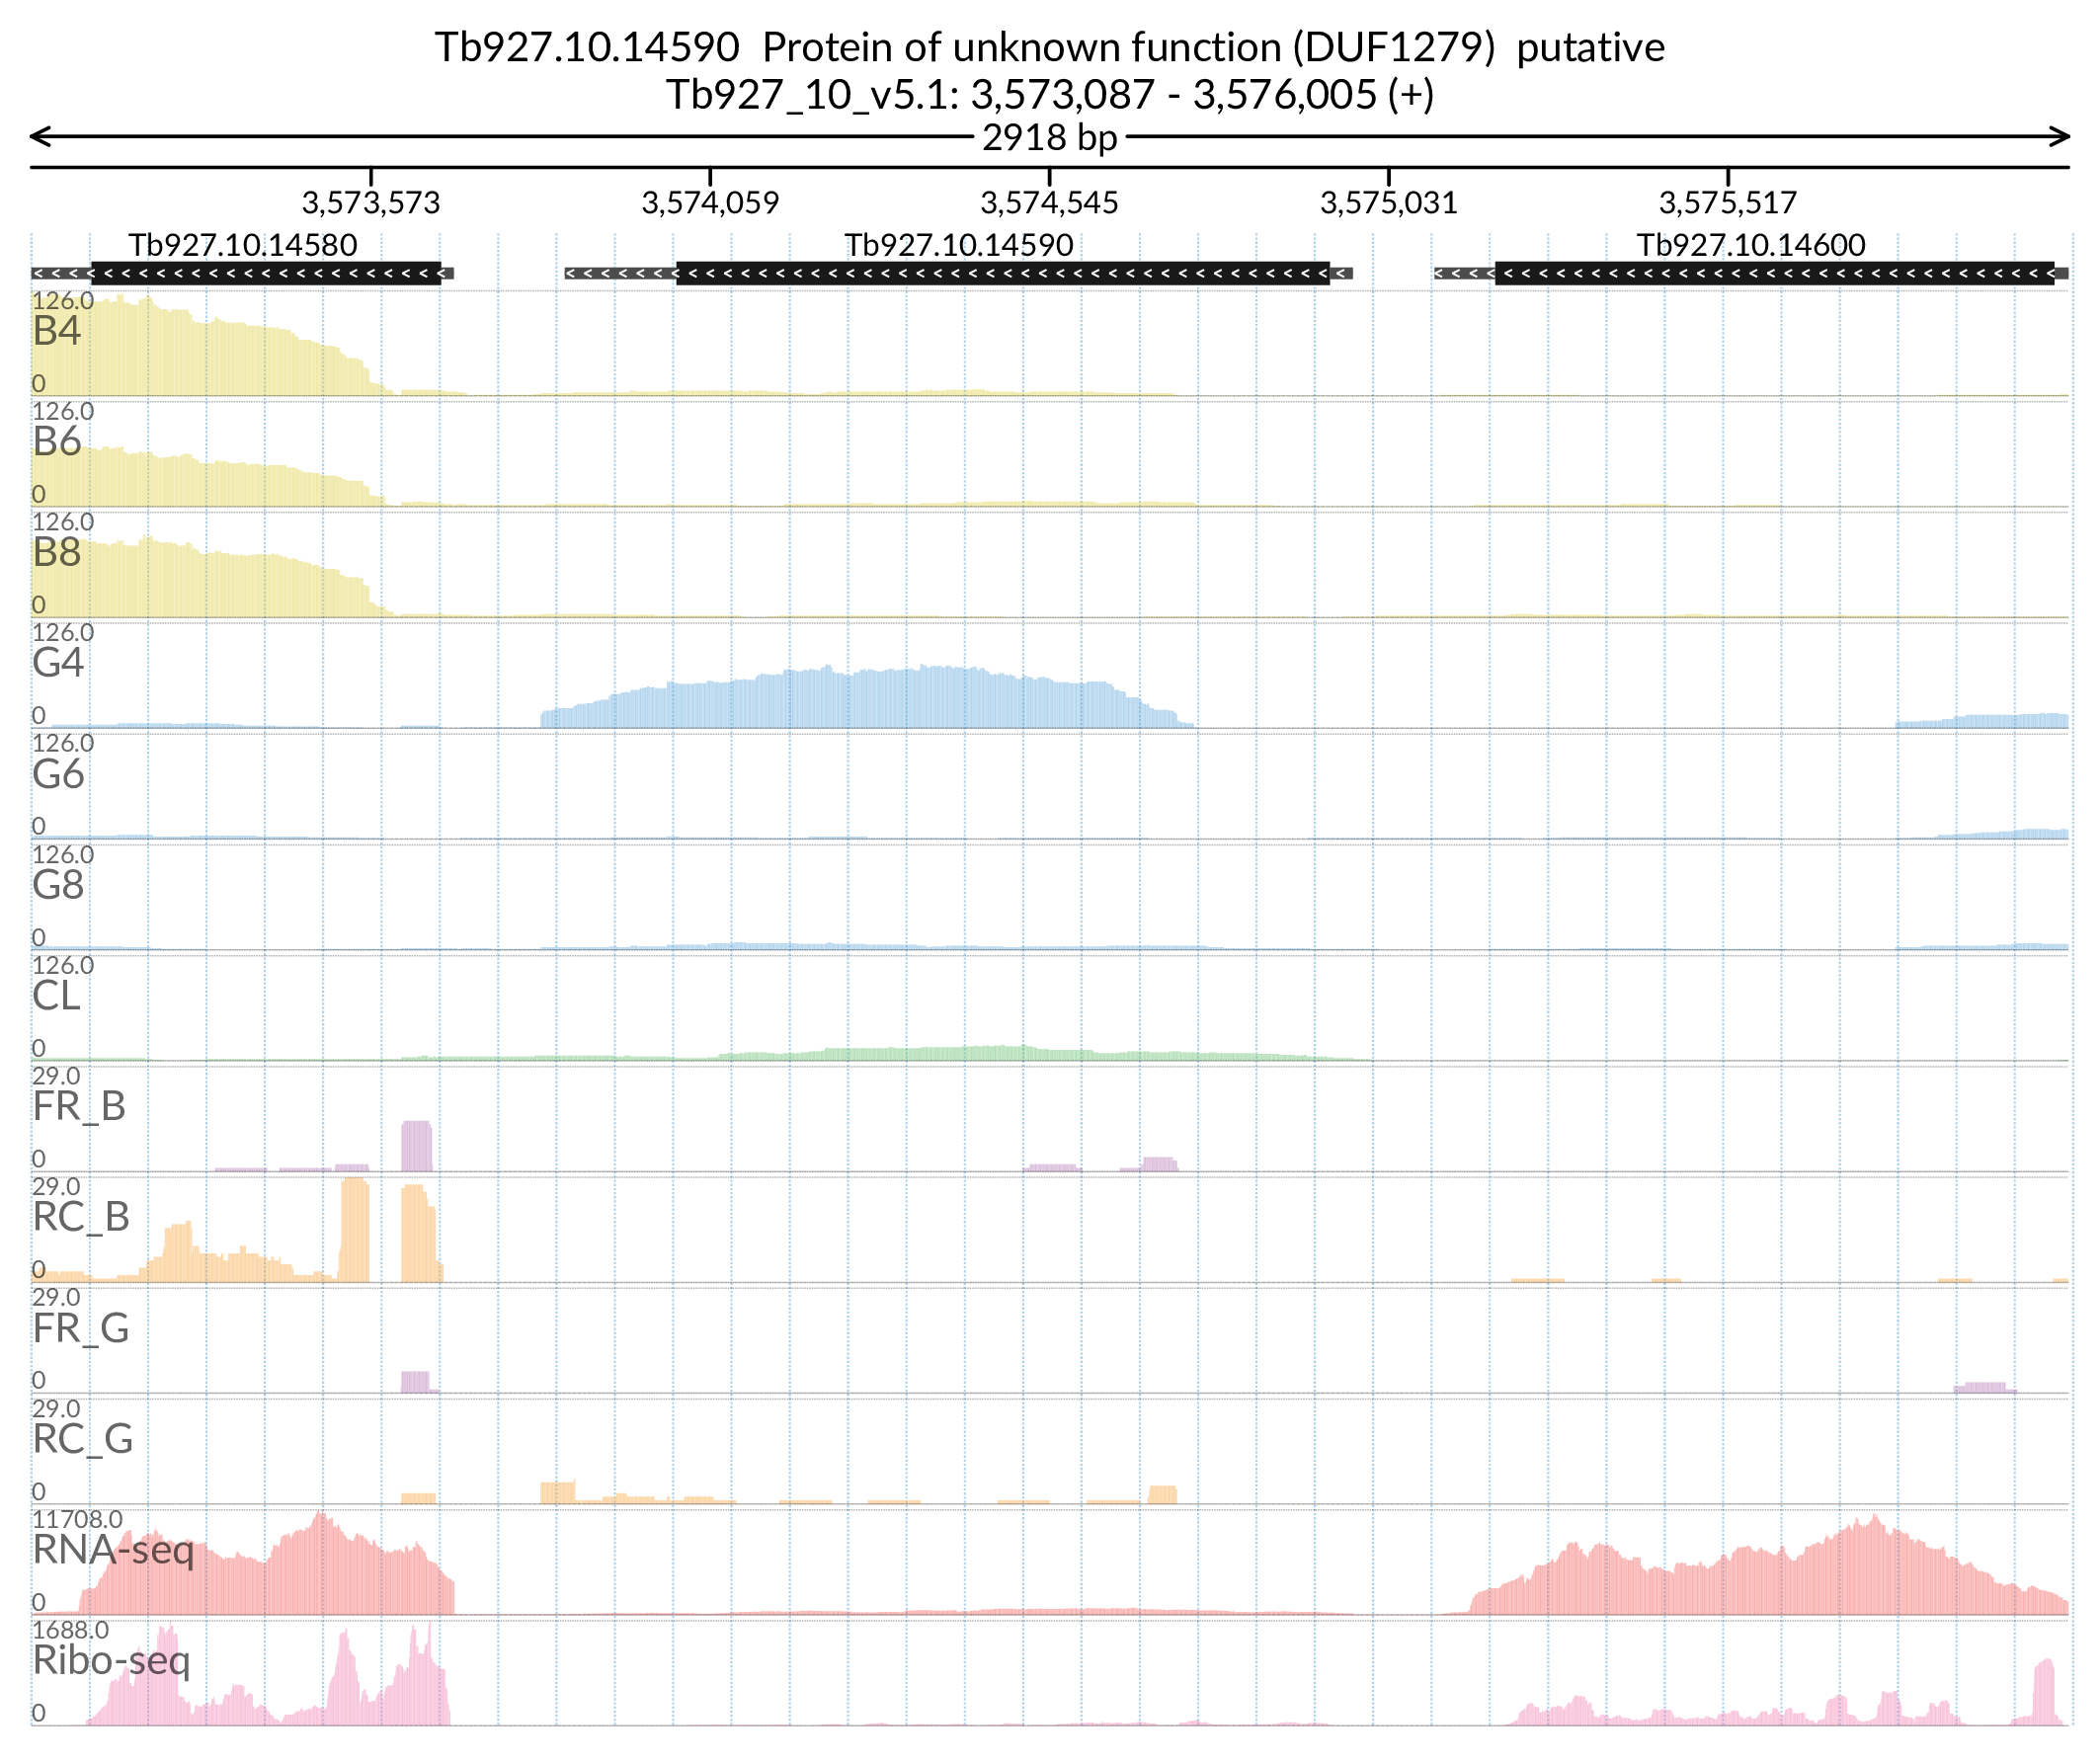 Tb927.10.14590 Protein of unknown function (DUF1279) putative
Tb927_10_v5.1: 3,573,087 - 3,576,005 (+)
2918 bp
3,573,573 3,574,059 3,574,545 3,575,031 3,575,517
Tb927.10.14580 Tb927.10.14590 Tb927.10.14600
126.0
B4
0
126.0
B6
0
126.0
B8
0
126.0
G4
0
126.0
G6
0
126.0
G8
0
126.0
CL
0
29.0
FR_B
0
29.0
RC_B
0
29.0
FR_G
0
29.0
RC_G
0
11708.0
RNA-seq
0
1688.0
Ribo-seq
0